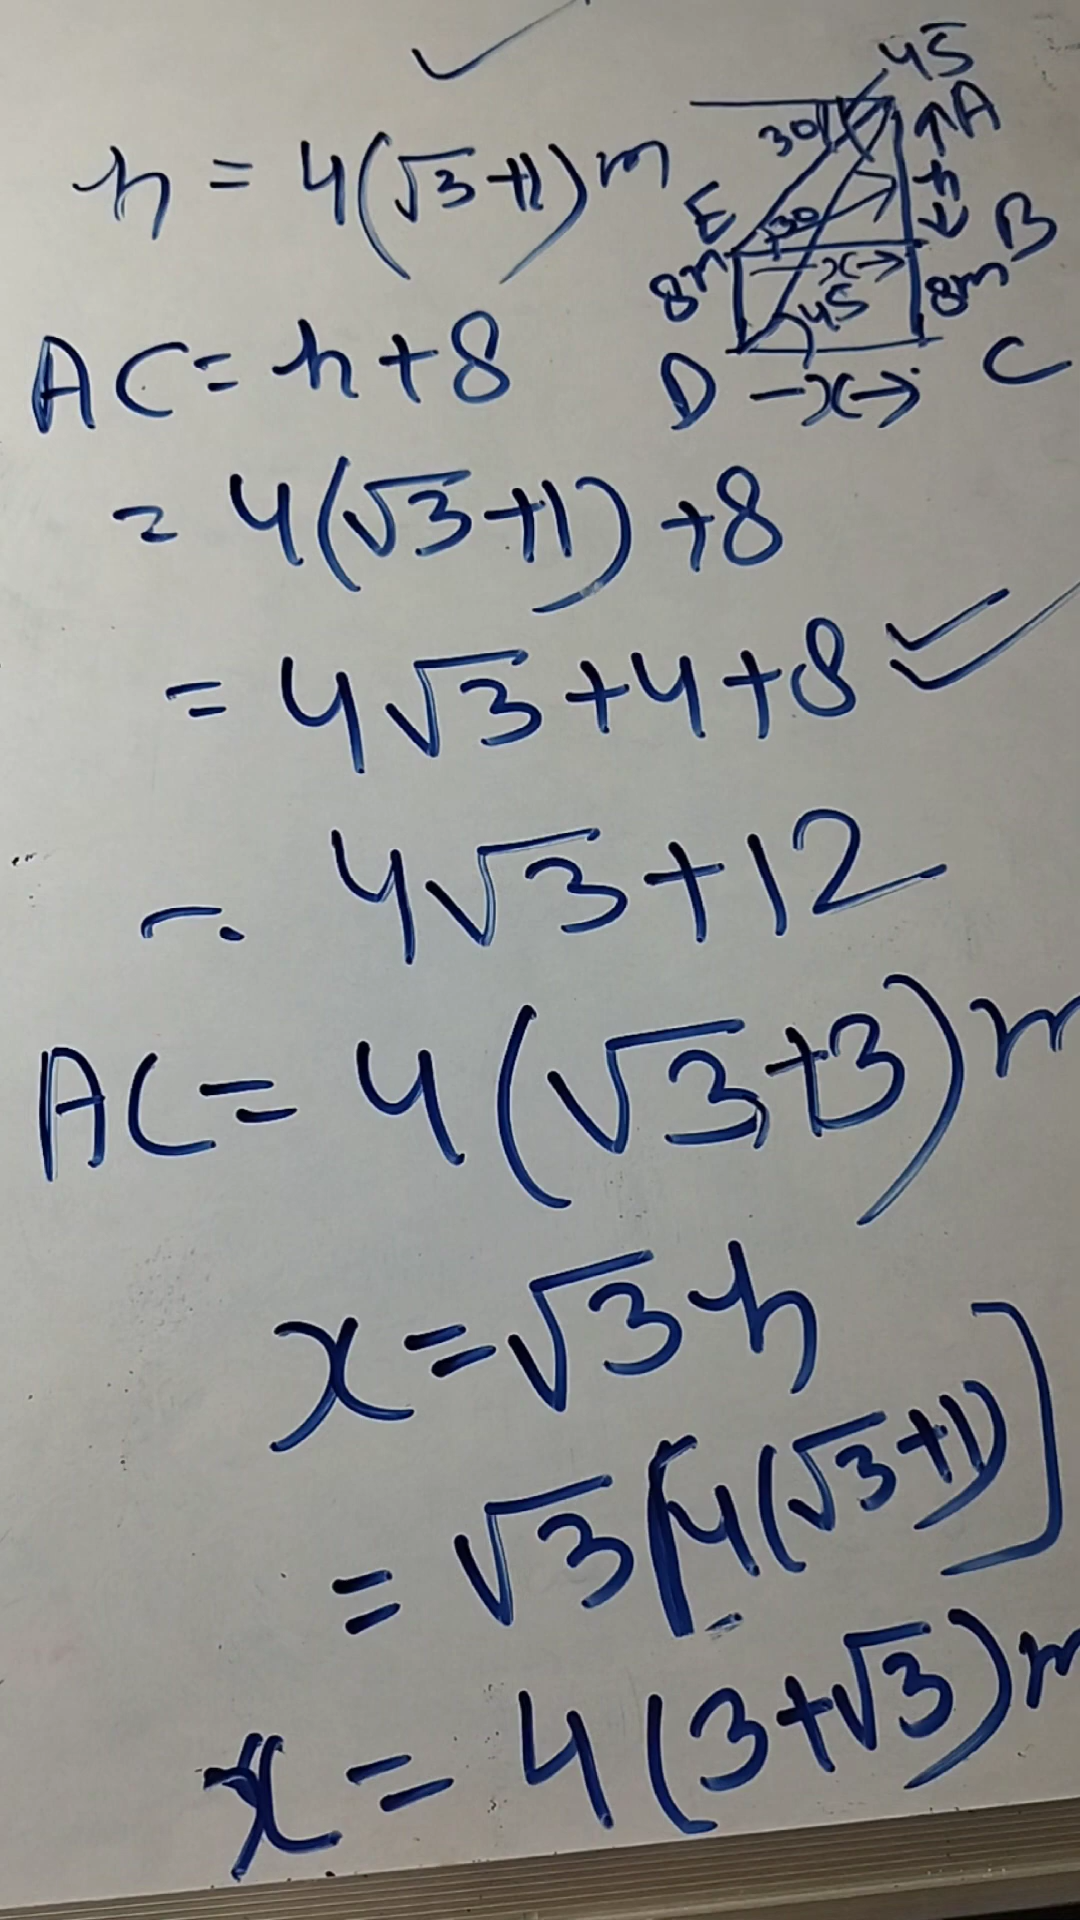 45
30 A
h = 4(√3+1)m
h
E 30 B
8m x→ 8m
45
AC = h+8
D –x→ C
= 4(√3+1)+8
= 4√3+4+8
= 4√3+12
AC = 4(√3+3)m
x = √3h
= √3[4(√3+1)]
x = 4(3+√3)m